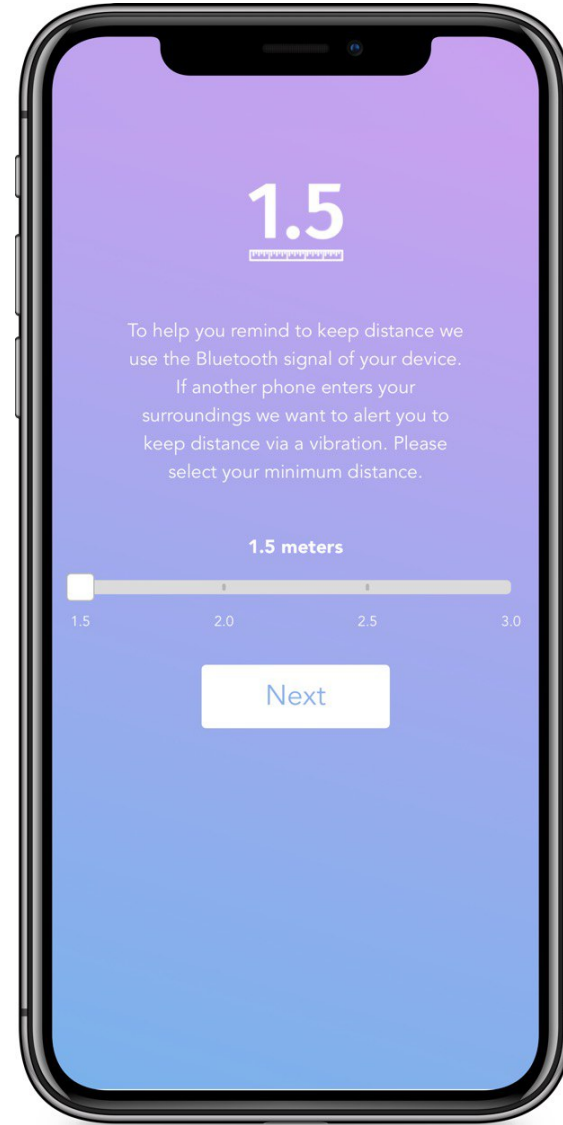 1.5
To help you remind to keep distance we
use the Bluetooth signal of your device.
If another phone enters your
surroundings we want to alert you to
keep distance via a vibration. Please
select your minimum distance.
1.5 meters
1.5 2.0 2.5 3.0
Next